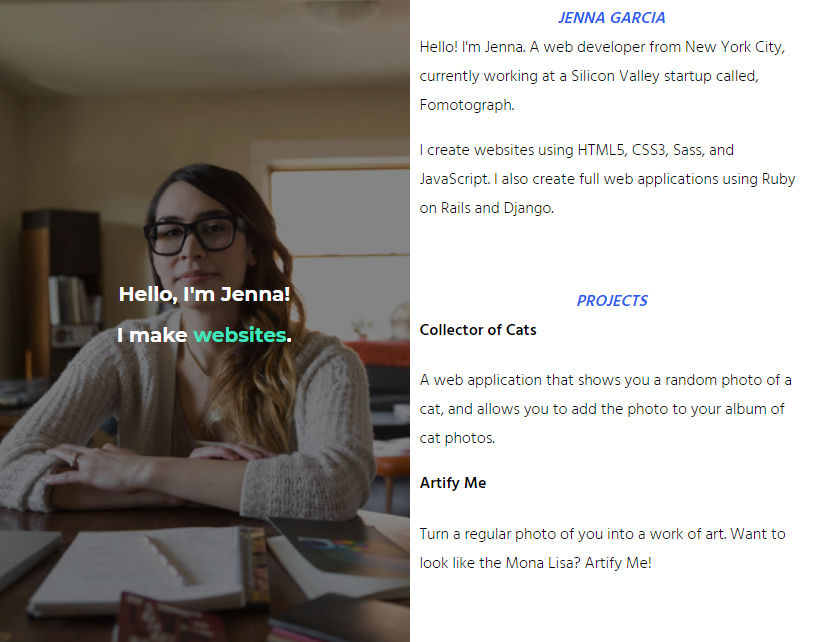 Hello, I'm Jenna!
I make websites.
JENNA GARCIA
Hello! I'm Jenna. A web developer from New York City,
currently working at a Silicon Valley startup called,
Fomotograph.
I create websites using HTML5, CSS3, Sass, and
JavaScript. I also create full web applications using Ruby
on Rails and Django.
PROJECTS
Collector of Cats
A web application that shows you a random photo of a
cat, and allows you to add the photo to your album of
cat photos.
Artify Me
Turn a regular photo of you into a work of art. Want to
look like the Mona Lisa? Artify Me!